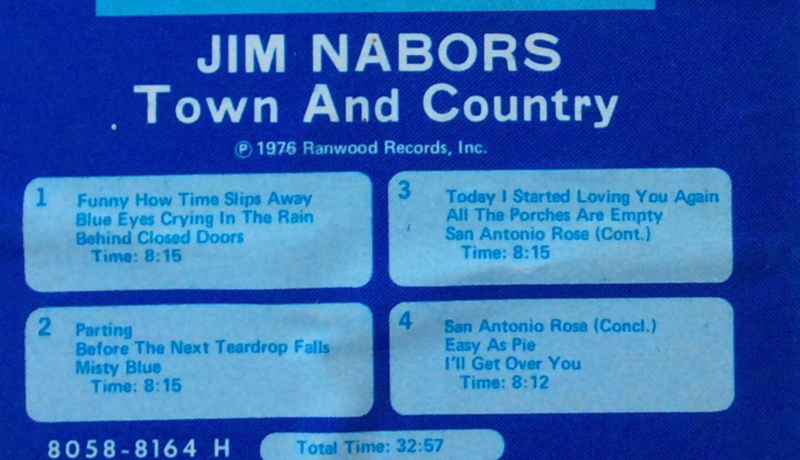 JIM NABORS
Town And Country
Ⓟ 1976 Ranwood Records, Inc.
1
Funny How Time Slips Away
Blue Eyes Crying In The Rain
Behind Closed Doors
Time: 8:15
2
Parting
Before The Next Teardrop Falls
Misty Blue
Time: 8:15
3
Today I Started Loving You Again
All The Porches Are Empty
San Antonio Rose (Cont.)
Time: 8:15
4
San Antonio Rose (Concl.)
Easy As Pie
I'll Get Over You
Time: 8:12
8058-8164 H
Total Time: 32:57